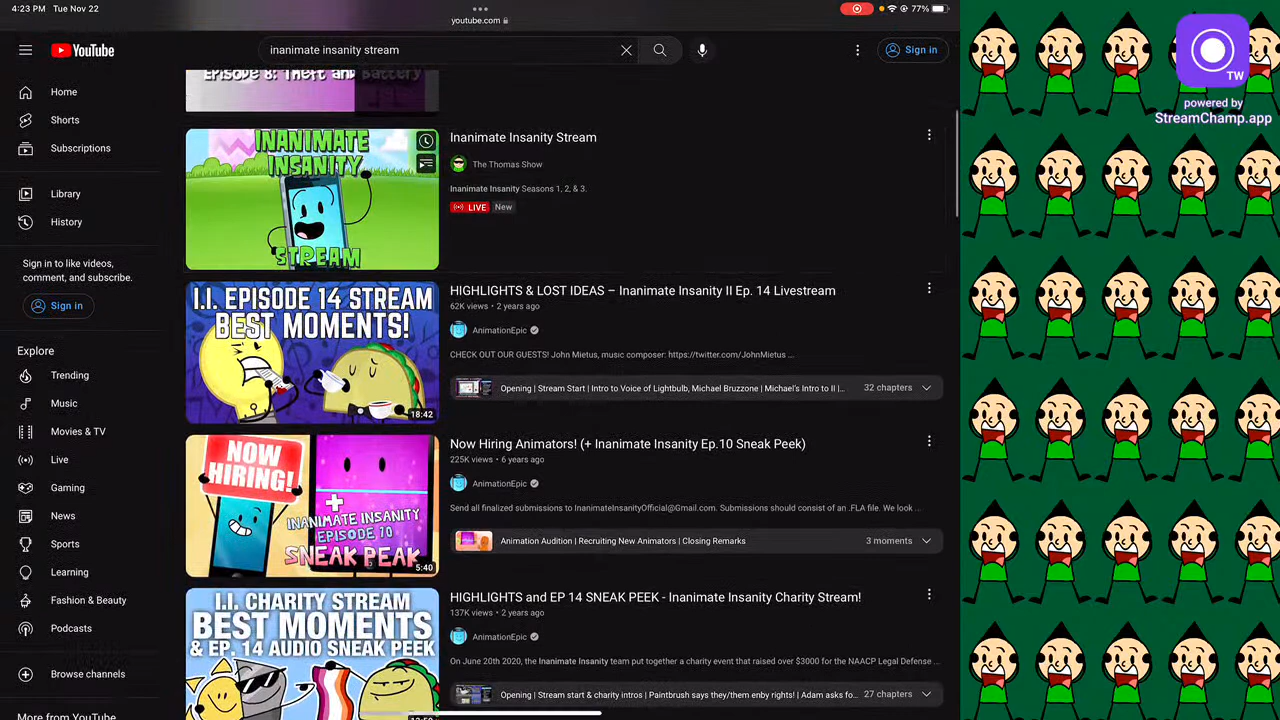 4:23 PM Tue Nov 22
youtube.com
77%
YouTube
inanimate insanity stream
Sign in
TW
powered by
StreamChamp.app
Home
Shorts
Subscriptions
Library
History
Sign in to like videos,
comment, and subscribe.
Sign in
Explore
Trending
Music
Movies & TV
Live
Gaming
News
Sports
Learning
Fashion & Beauty
Podcasts
Browse channels
More from YouTube
Episode 8: Theft and Battery
INANIMATE
INSANITY
STREAM
Inanimate Insanity Stream
The Thomas Show
Inanimate Insanity Seasons 1, 2, & 3.
LIVE New
I.I. EPISODE 14 STREAM
BEST MOMENTS!
18:42
HIGHLIGHTS & LOST IDEAS – Inanimate Insanity II Ep. 14 Livestream
62K views • 2 years ago
AnimationEpic
CHECK OUT OUR GUESTS! John Mietus, music composer: https://twitter.com/JohnMietus ...
Opening | Stream Start | Intro to Voice of Lightbulb, Michael Bruzzone | Michael's Intro to II |...
32 chapters
NOW
HIRING!
+
INANIMATE INSANITY
EPISODE 10
SNEAK PEAK
5:40
Now Hiring Animators! (+ Inanimate Insanity Ep.10 Sneak Peek)
225K views • 6 years ago
AnimationEpic
Send all finalized submissions to InanimateInsanityOfficial@Gmail.com. Submissions should consist of an .FLA file. We look ...
Animation Audition | Recruiting New Animators | Closing Remarks
3 moments
I.I. CHARITY STREAM
BEST MOMENTS
& EP. 14 AUDIO SNEAK PEEK
HIGHLIGHTS and EP 14 SNEAK PEEK - Inanimate Insanity Charity Stream!
137K views • 2 years ago
AnimationEpic
On June 20th 2020, the Inanimate Insanity team put together a charity event that raised over $3000 for the NAACP Legal Defense ...
Opening | Stream start & charity intros | Paintbrush says they/them enby rights! | Adam asks fo...
27 chapters